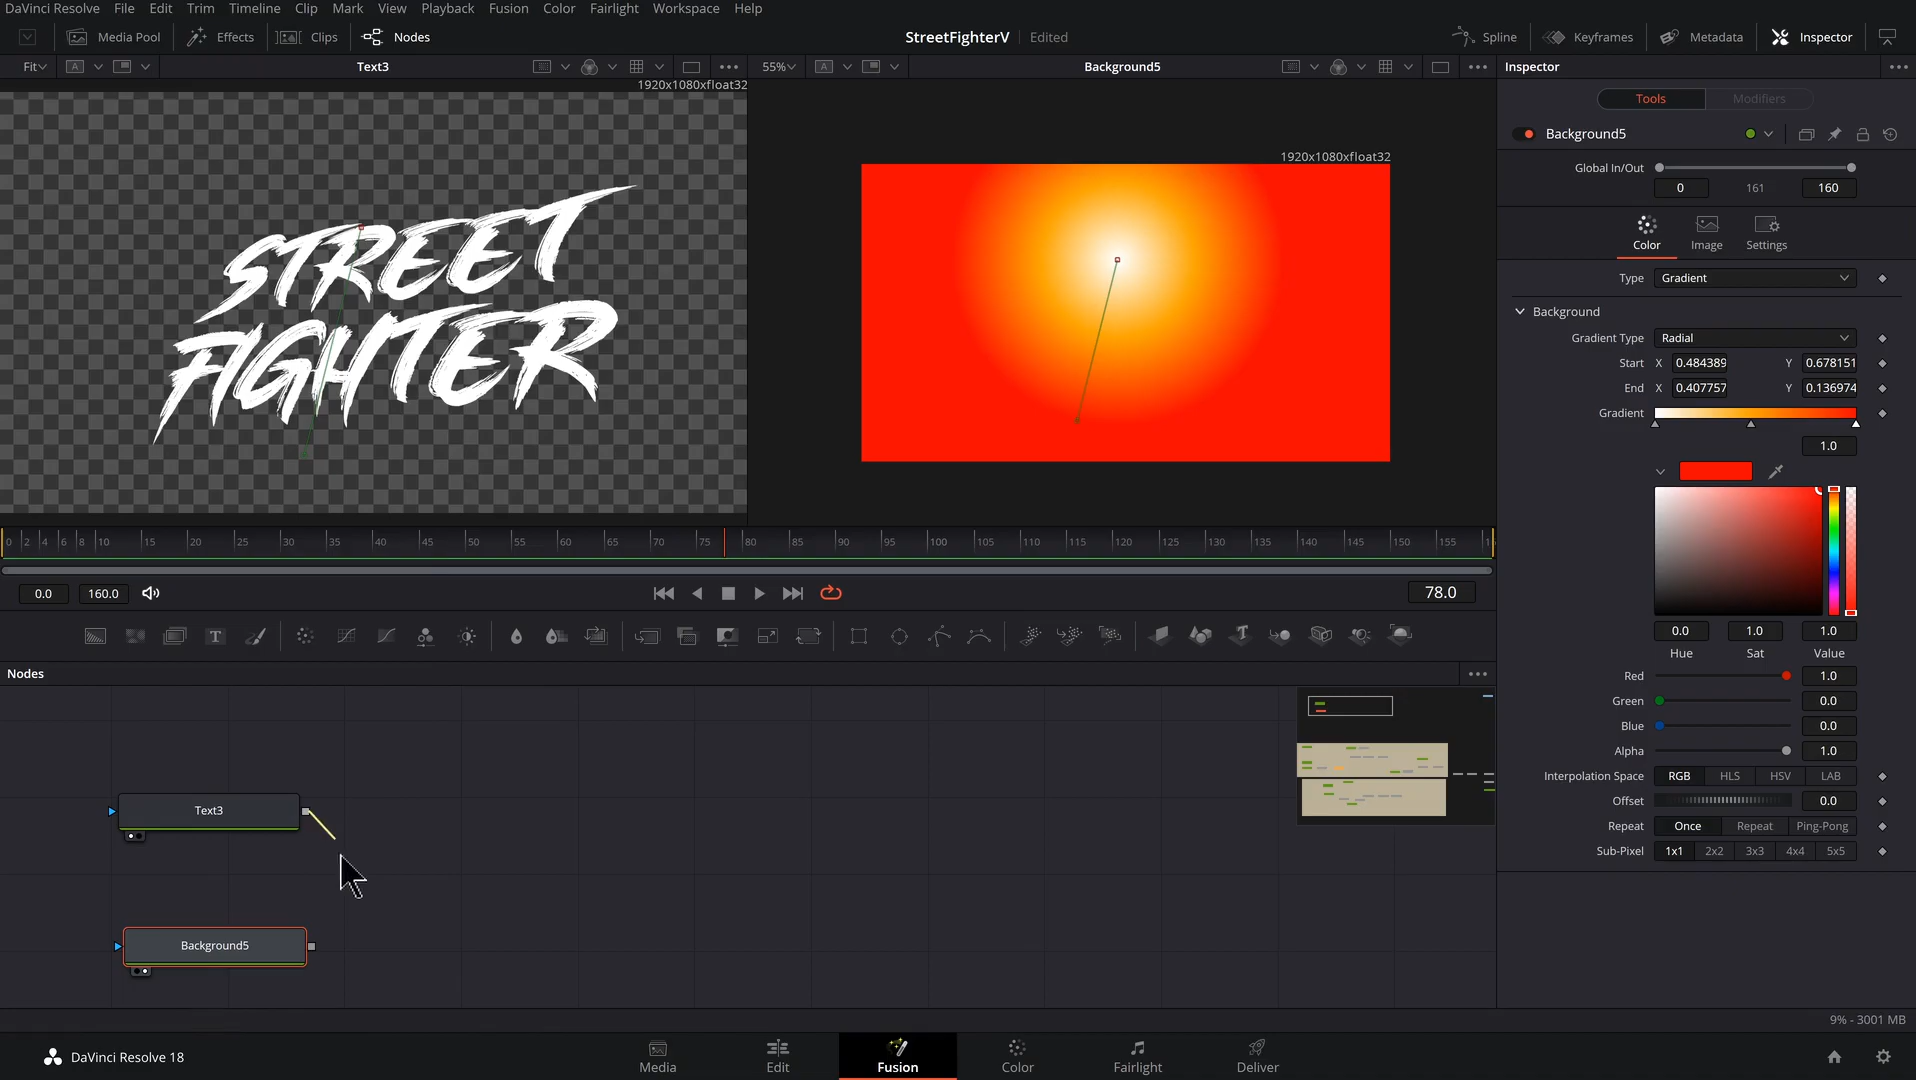 DaVinci Resolve File Edit Trim Timeline Clip Mark View Playback Fusion Color Fairlight Workspace Help
Media Pool Effects Clips Nodes StreetFighterV Edited Spline Keyframes Metadata Inspector
Fit A Text3 55% A Background5 Inspector
1920x1080xfloat32
Tools Modifiers
Background5
1920x1080xfloat32
Global In/Out
0 161 160
STREET
FIGHTER
Color Image Settings
Type Gradient
Background
Gradient Type Radial
Start X 0.484389 Y 0.678151
End X 0.407757 Y 0.136974
Gradient
1.0
0 2 4 6 8 10 15 20 25 30 35 40 45 50 55 60 65 70 75 80 85 90 95 100 105 110 115 120 125 130 135 140 145 150 155
0.0 160.0 78.0
0.0 1.0 1.0
Hue Sat Value
T T
Nodes
Red 1.0
Green 0.0
Blue 0.0
Alpha 1.0
Interpolation Space RGB HLS HSV LAB
Offset 0.0
Repeat Once Repeat Ping-Pong
Sub-Pixel 1x1 2x2 3x3 4x4 5x5
Text3
Background5
9% - 3001 MB
DaVinci Resolve 18
Media Edit Fusion Color Fairlight Deliver